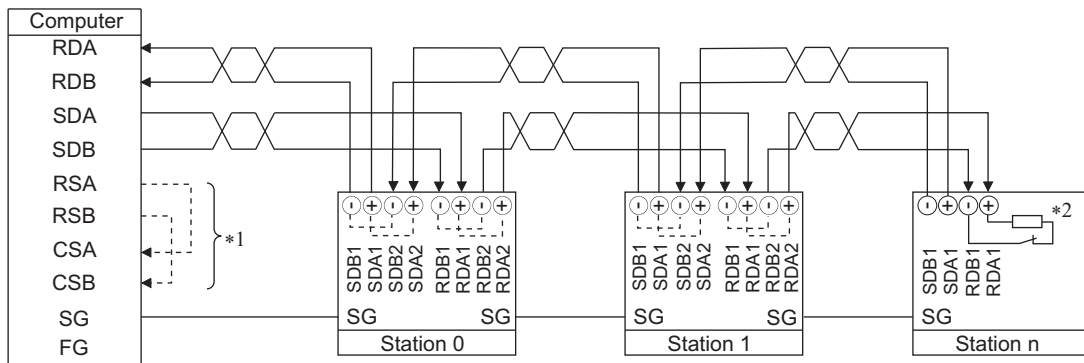 Computer
RDA
RDB
SDA
SDB
RSA
RSB
CSA
CSB
SG
FG
*1
- + - + - + - +
SDB1
SDA1
SDB2
SDA2
RDB1
RDA1
RDB2
RDA2
SG SG
Station 0
- + - + - + - +
SDB1
SDA1
SDB2
SDA2
RDB1
RDA1
RDB2
RDA2
SG SG
Station 1
- + - +
*2
SDB1
SDA1
RDB1
RDA1
SG
Station n